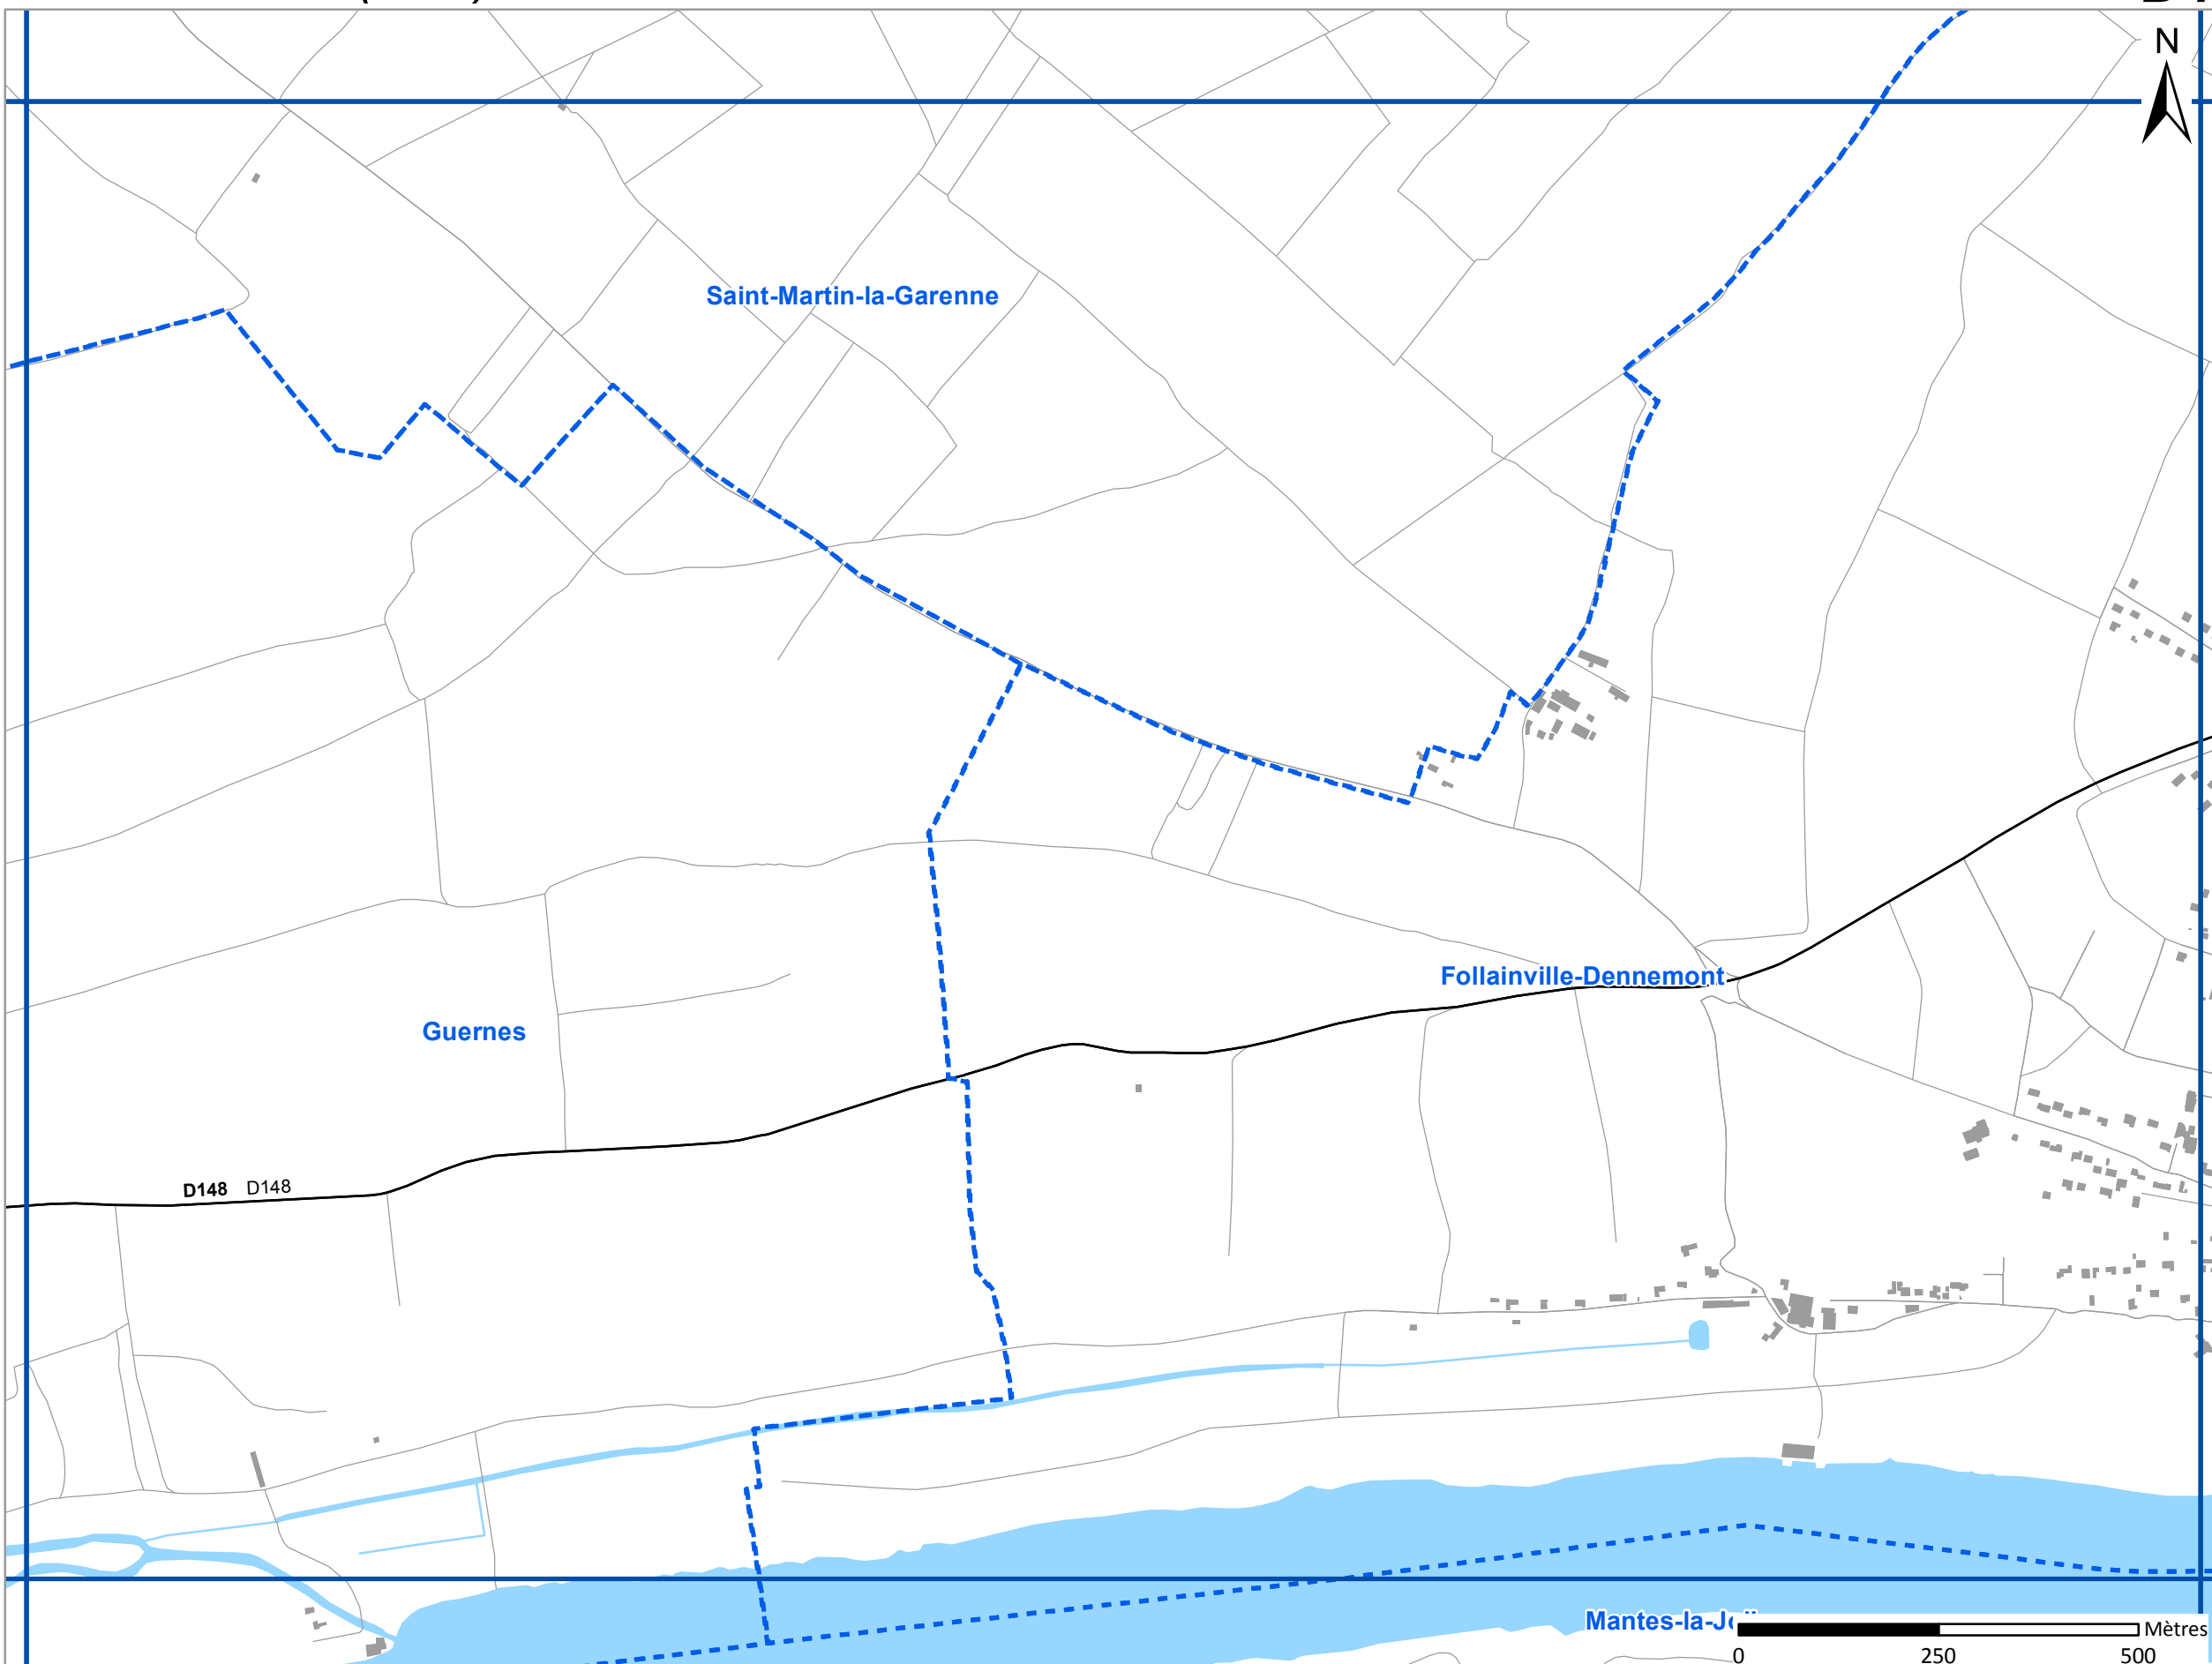 N
Saint-Martin-la-Garenne
Follainville-Dennemont
Guernes
D148 D148
Mètres
0 250 500